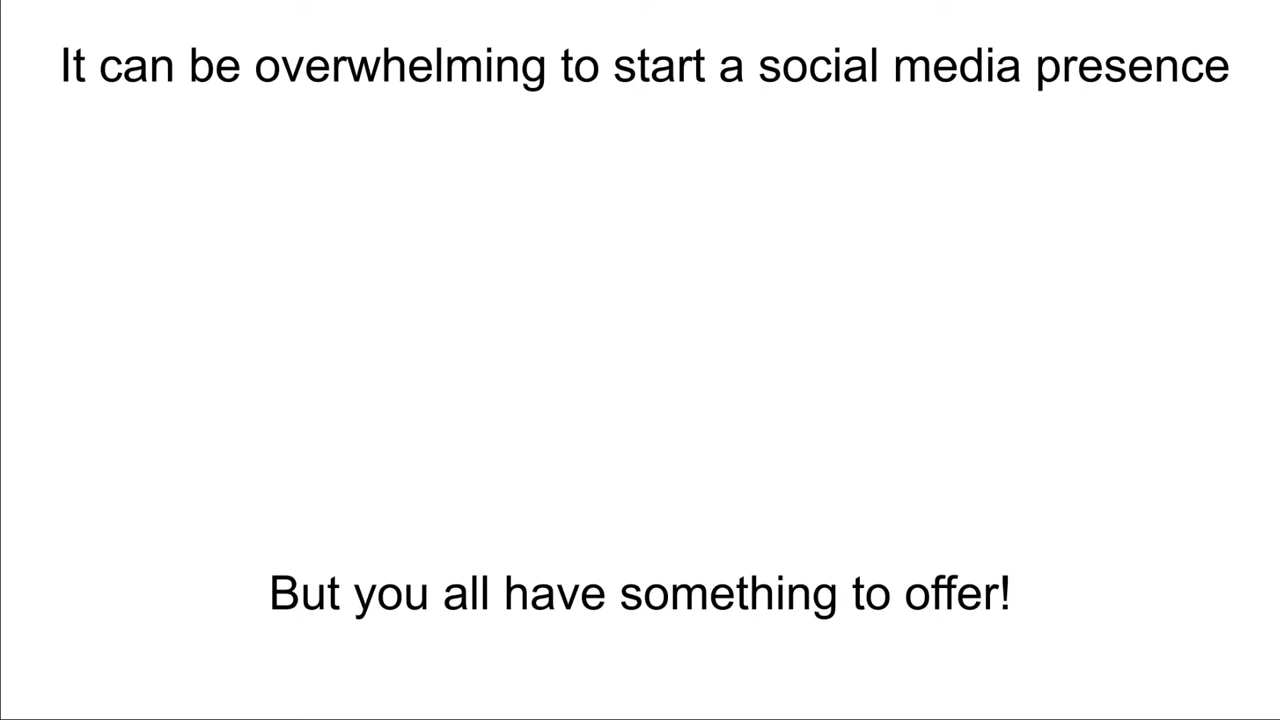 It can be overwhelming to start a social media presence
But you all have something to offer!